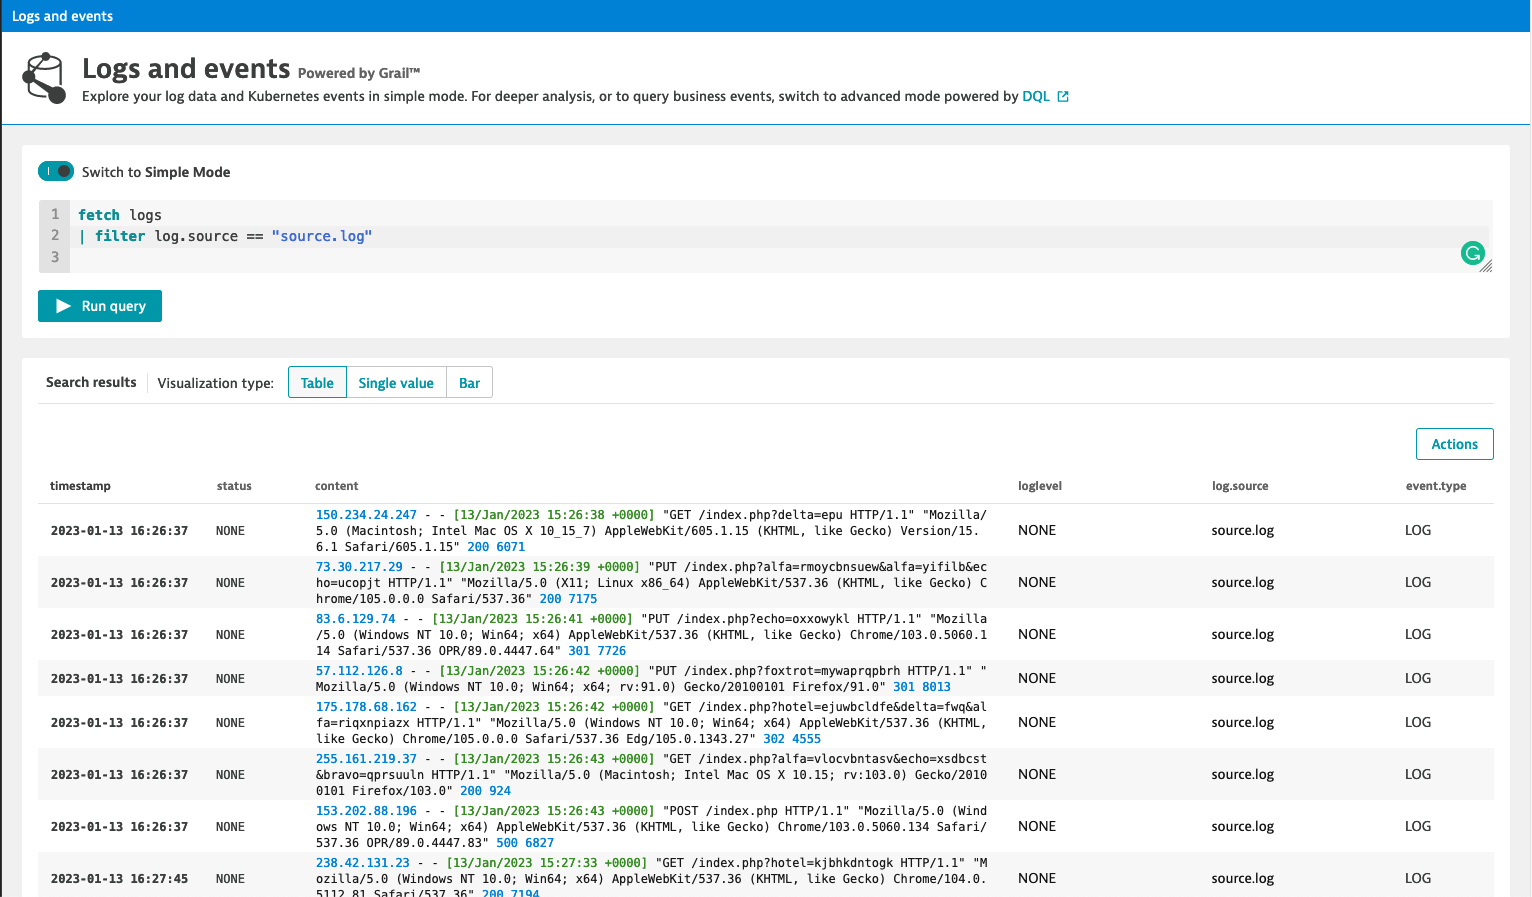 Logs and events
Logs and events Powered by Grail™
Explore your log data and Kubernetes events in simple mode. For deeper analysis, or to query business events, switch to advanced mode powered by DQL
Switch to Simple Mode
1 fetch logs
2 | filter log.source == "source.log"
3
Run query
Search results Visualization type: Table Single value Bar
Actions
timestamp status content loglevel log.source event.type
150.234.24.247 - - [13/Jan/2023 15:26:38 +0000] "GET /index.php?delta=epu HTTP/1.1" "Mozilla/
2023-01-13 16:26:37 NONE 5.0 (Macintosh; Intel Mac OS X 10_15_7) AppleWebKit/605.1.15 (KHTML, like Gecko) Version/15. NONE source.log LOG
6.1 Safari/605.1.15" 200 6071
73.30.217.29 - - [13/Jan/2023 15:26:39 +0000] "PUT /index.php?alfa=rmoycbnsuew&alfa=yifilb&ec
2023-01-13 16:26:37 NONE ho=ucopjt HTTP/1.1" "Mozilla/5.0 (X11; Linux x86_64) AppleWebKit/537.36 (KHTML, like Gecko) C NONE source.log LOG
hrome/105.0.0.0 Safari/537.36" 200 7175
83.6.129.74 - - [13/Jan/2023 15:26:41 +0000] "PUT /index.php?echo=oxxowykl HTTP/1.1" "Mozilla
2023-01-13 16:26:37 NONE /5.0 (Windows NT 10.0; Win64; x64) AppleWebKit/537.36 (KHTML, like Gecko) Chrome/103.0.5060.1 NONE source.log LOG
14 Safari/537.36 OPR/89.0.4447.64" 301 7726
57.112.126.8 - - [13/Jan/2023 15:26:42 +0000] "PUT /index.php?foxtrot=mywaprqpbrh HTTP/1.1" "
2023-01-13 16:26:37 NONE Mozilla/5.0 (Windows NT 10.0; Win64; x64; rv:91.0) Gecko/20100101 Firefox/91.0" 301 8013 NONE source.log LOG
175.178.68.162 - - [13/Jan/2023 15:26:42 +0000] "GET /index.php?hotel=ejuwbcldfe&delta=fwq&al
2023-01-13 16:26:37 NONE fa=riqxnpiazx HTTP/1.1" "Mozilla/5.0 (Windows NT 10.0; Win64; x64) AppleWebKit/537.36 (KHTML, NONE source.log LOG
like Gecko) Chrome/105.0.0.0 Safari/537.36 Edg/105.0.1343.27" 302 4555
255.161.219.37 - - [13/Jan/2023 15:26:43 +0000] "GET /index.php?alfa=vlocvbntasv&echo=xsdbcst
2023-01-13 16:26:37 NONE &bravo=qprsuuln HTTP/1.1" "Mozilla/5.0 (Macintosh; Intel Mac OS X 10.15; rv:103.0) Gecko/2010 NONE source.log LOG
0101 Firefox/103.0" 200 924
153.202.88.196 - - [13/Jan/2023 15:26:43 +0000] "POST /index.php HTTP/1.1" "Mozilla/5.0 (Wind
2023-01-13 16:26:37 NONE ows NT 10.0; Win64; x64) AppleWebKit/537.36 (KHTML, like Gecko) Chrome/103.0.5060.134 Safari/ NONE source.log LOG
537.36 OPR/89.0.4447.83" 500 6827
238.42.131.23 - - [13/Jan/2023 15:27:33 +0000] "GET /index.php?hotel=kjbhkdntogk HTTP/1.1" "M
2023-01-13 16:27:45 NONE ozilla/5.0 (Windows NT 10.0; Win64; x64) AppleWebKit/537.36 (KHTML, like Gecko) Chrome/104.0. NONE source.log LOG
5112.81 Safari/537.36" 200 7194